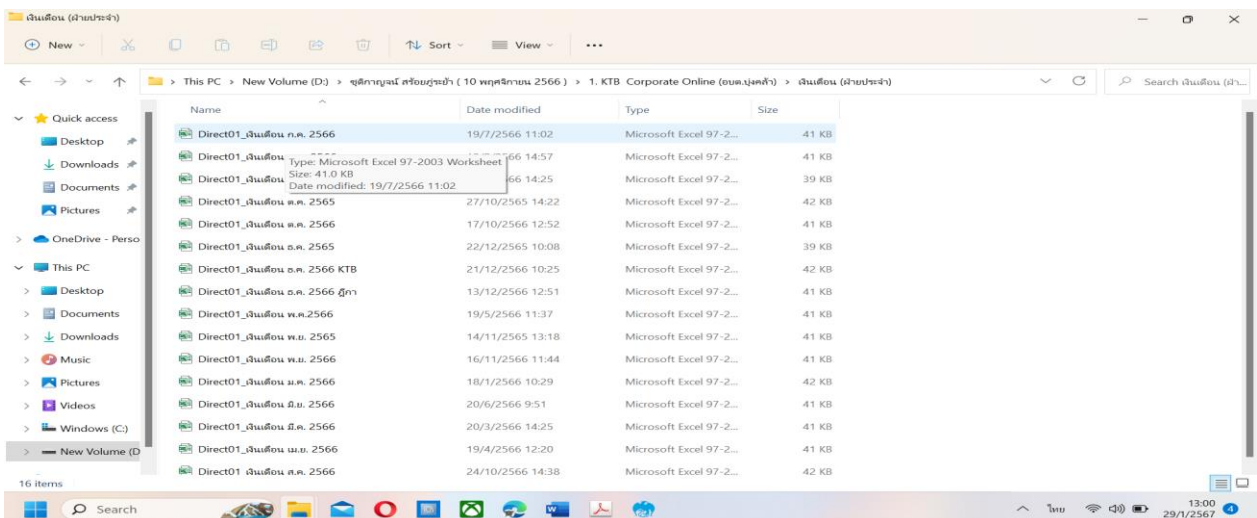 เงินเดือน (ฝ่ายประจำ)
New Sort View
This PC > New Volume (D:) > ชุติกาญจน์ สร้อยภู่ระย้า ( 10 พฤศจิกายน 2566 ) > 1. KTB Corporate Online (อบต.บุ่งคล้า) > เงินเดือน (ฝ่ายประจำ)
Search เงินเดือน (ฝ่า...
Name Date modified Type Size
Quick access
Desktop
Downloads
Documents
Pictures
OneDrive - Perso
This PC
Desktop
Documents
Downloads
Music
Pictures
Videos
Windows (C:)
New Volume (D
Direct01_เงินเดือน ก.ค. 2566 19/7/2566 11:02 Microsoft Excel 97-2... 41 KB
Direct01_เงินเดือน 66 14:57 Microsoft Excel 97-2... 41 KB
Direct01_เงินเดือน 66 14:25 Microsoft Excel 97-2... 39 KB
Type: Microsoft Excel 97-2003 Worksheet
Size: 41.0 KB
Date modified: 19/7/2566 11:02
Direct01_เงินเดือน ต.ค. 2565 27/10/2565 14:22 Microsoft Excel 97-2... 42 KB
Direct01_เงินเดือน ต.ค. 2566 17/10/2566 12:52 Microsoft Excel 97-2... 41 KB
Direct01_เงินเดือน ธ.ค. 2565 22/12/2565 10:08 Microsoft Excel 97-2... 39 KB
Direct01_เงินเดือน ธ.ค. 2566 KTB 21/12/2566 10:25 Microsoft Excel 97-2... 42 KB
Direct01_เงินเดือน ธ.ค. 2566 ฎีกา 13/12/2566 12:51 Microsoft Excel 97-2... 41 KB
Direct01_เงินเดือน พ.ค.2566 19/5/2566 11:37 Microsoft Excel 97-2... 41 KB
Direct01_เงินเดือน พ.ย. 2565 14/11/2565 13:18 Microsoft Excel 97-2... 41 KB
Direct01_เงินเดือน พ.ย. 2566 16/11/2566 11:44 Microsoft Excel 97-2... 41 KB
Direct01_เงินเดือน ม.ค. 2566 18/1/2566 10:29 Microsoft Excel 97-2... 42 KB
Direct01_เงินเดือน มิ.ย. 2566 20/6/2566 9:51 Microsoft Excel 97-2... 41 KB
Direct01_เงินเดือน มี.ค. 2566 20/3/2566 14:25 Microsoft Excel 97-2... 41 KB
Direct01_เงินเดือน เม.ย. 2566 19/4/2566 12:20 Microsoft Excel 97-2... 41 KB
Direct01_เงินเดือน ส.ค. 2566 24/10/2566 14:38 Microsoft Excel 97-2... 42 KB
16 items
Search
ไทย
13:00
29/1/2567
4